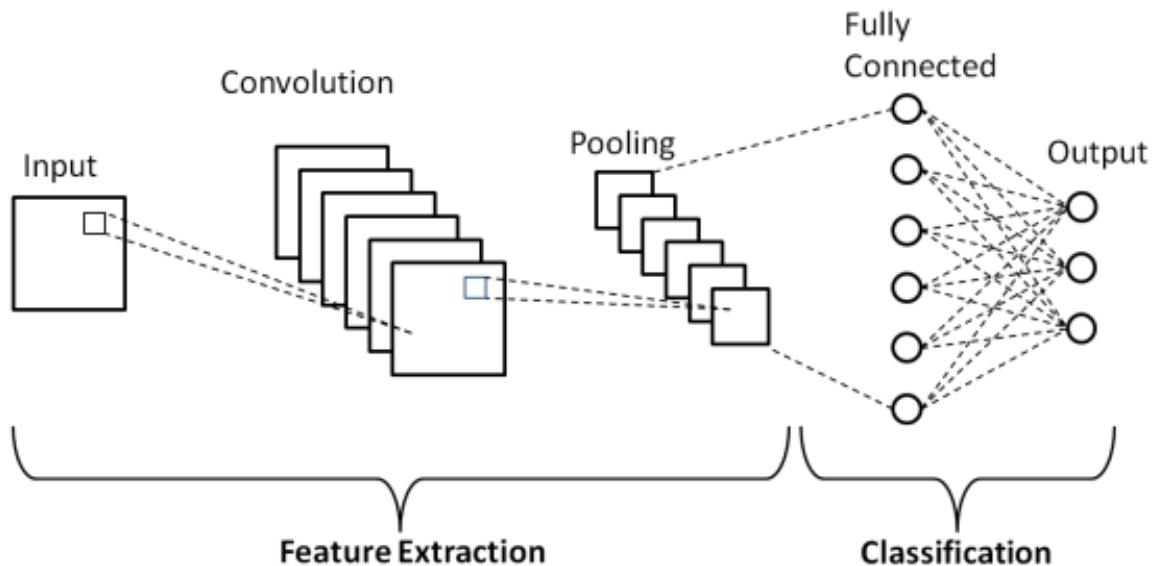 Input
Convolution
Pooling
Fully
Connected
Output
Feature Extraction
Classification